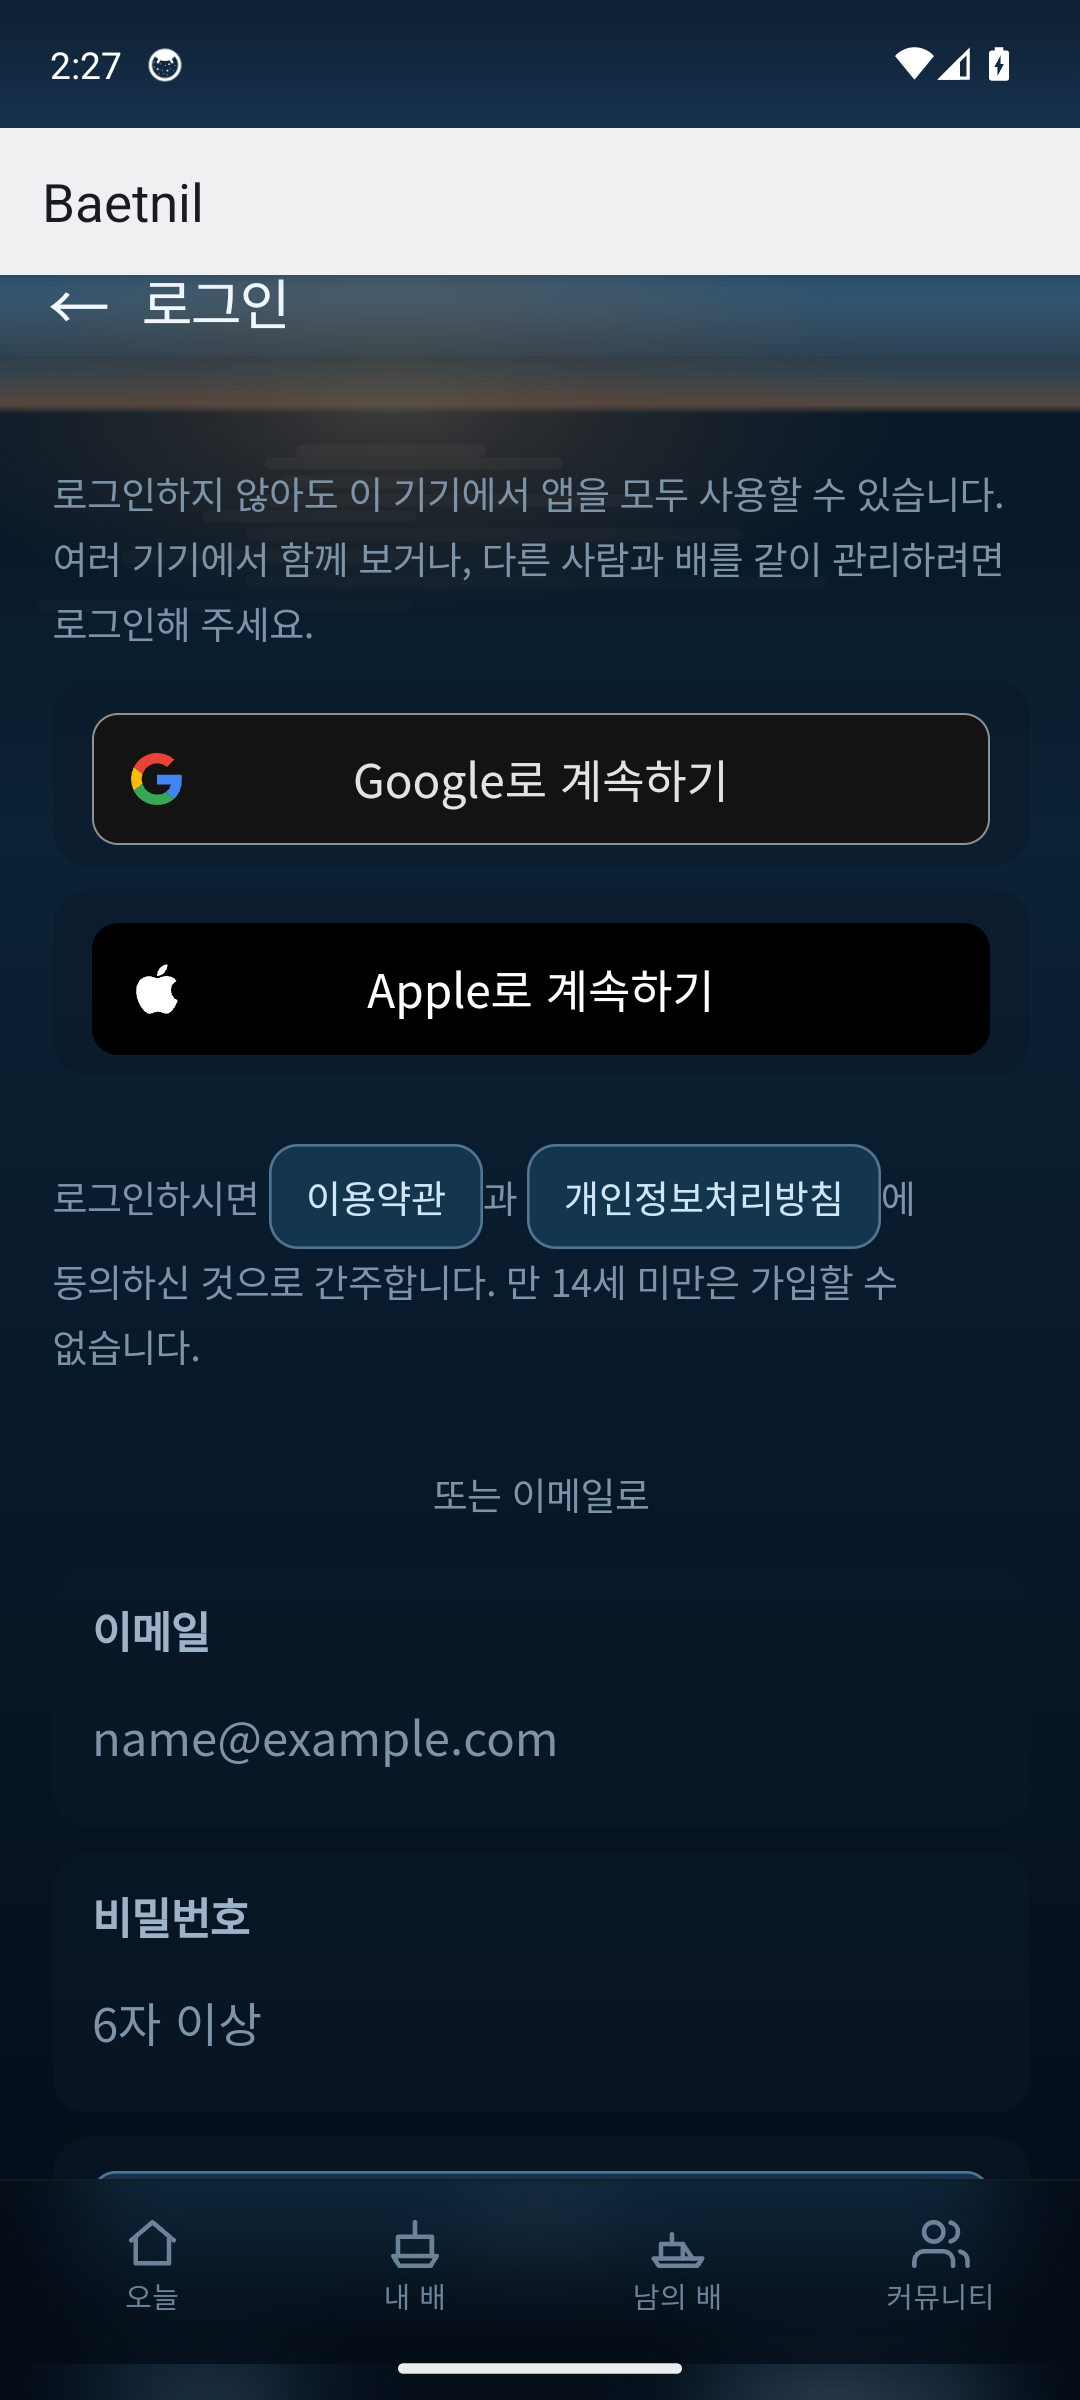 2:27
Baetnil
← 로그인
로그인하지 않아도 이 기기에서 앱을 모두 사용할 수 있습니다.
여러 기기에서 함께 보거나, 다른 사람과 배를 같이 관리하려면
로그인해 주세요.
Google로 계속하기
Apple로 계속하기
로그인하시면 이용약관과 개인정보처리방침에
동의하신 것으로 간주합니다. 만 14세 미만은 가입할 수
없습니다.
또는 이메일로
이메일
name@example.com
비밀번호
6자 이상
오늘 내 배 남의 배 커뮤니티